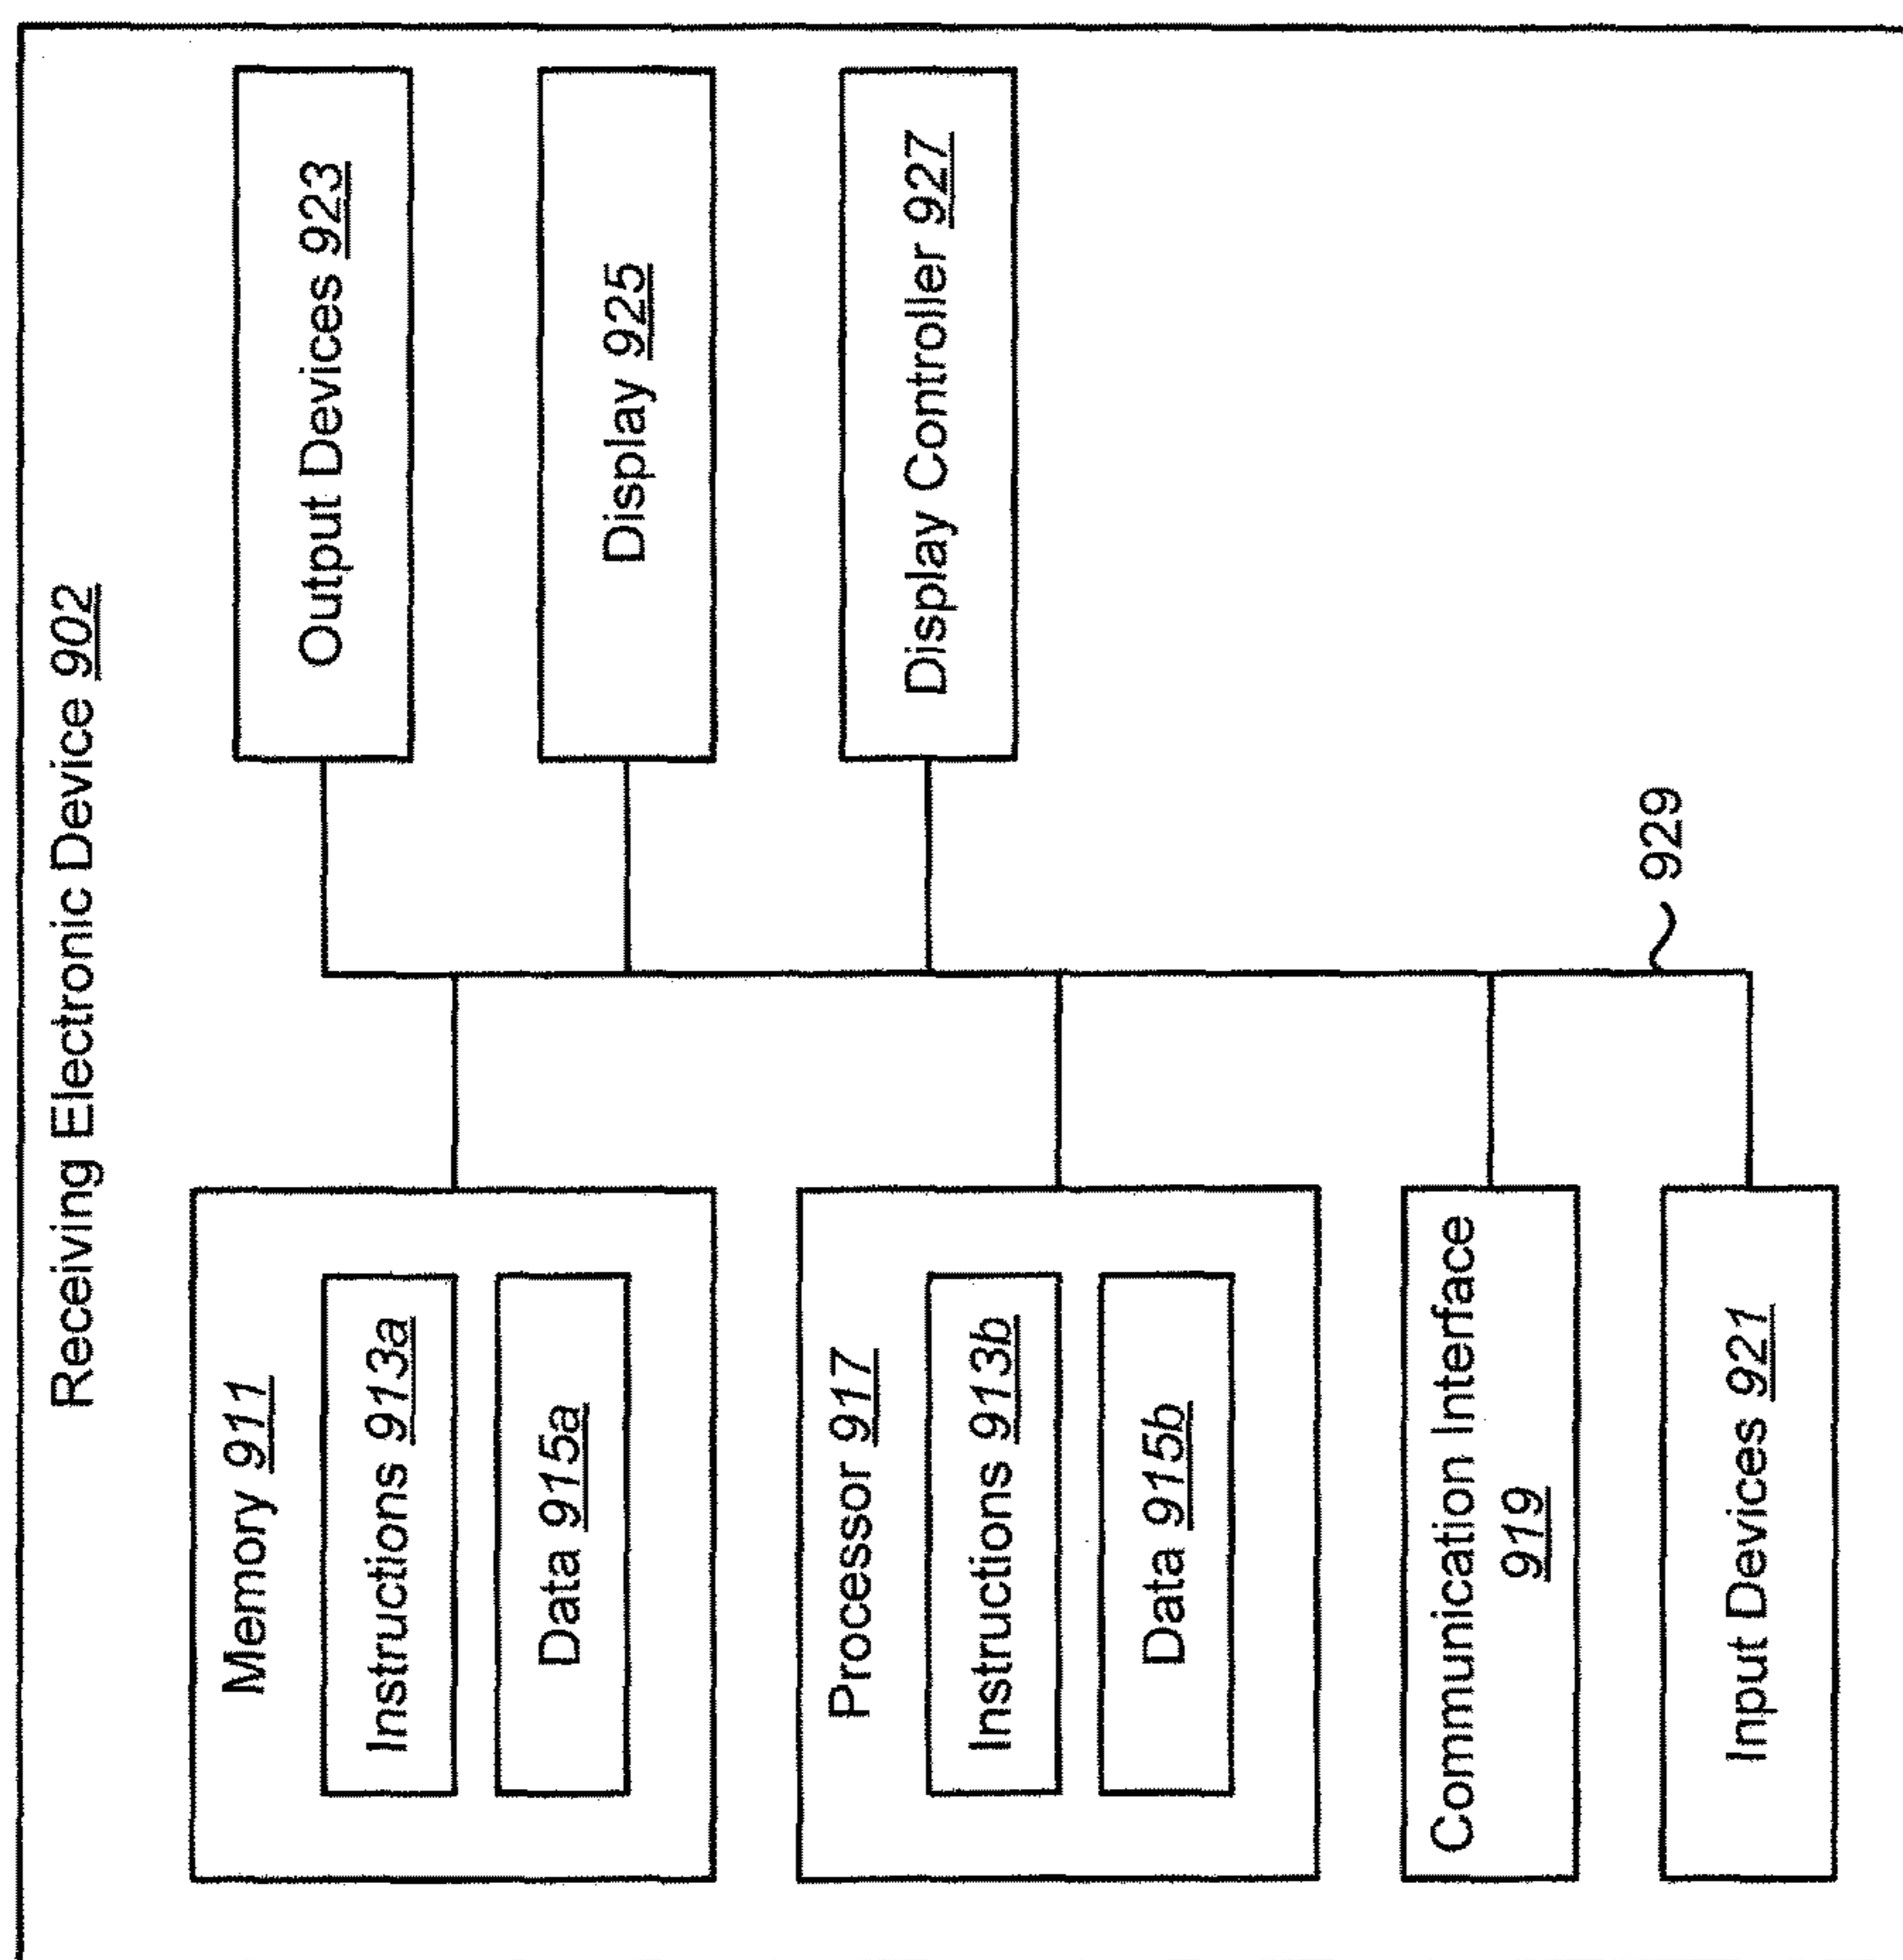 Receiving Electronic Device 902
Memory 911
Instructions 913a
Data 915a
Processor 917
Instructions 913b
Data 915b
Communication Interface
919
Input Devices 921
Output Devices 923
Display 925
Display Controller 927
929